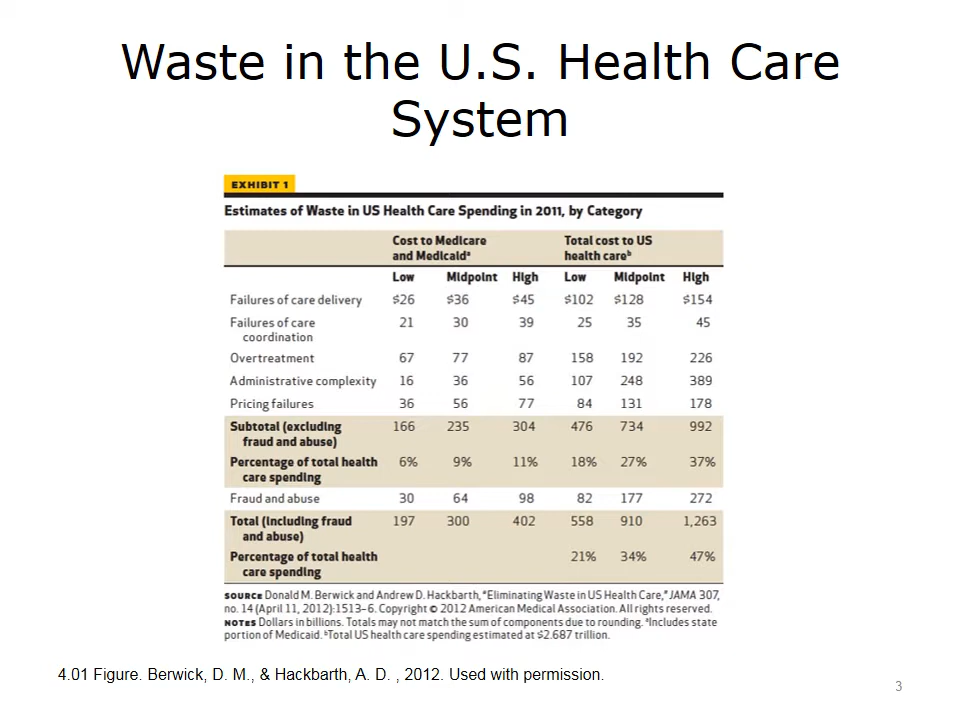 Waste in the U.S. Health Care
System
EXHIBIT 1
Estimates of Waste in US Health Care Spending in 2011, by Category
Cost to Medicare Total cost to US
and Medicaidᵃ health careᵇ
Low Midpoint High Low Midpoint High
Failures of care delivery $26 $36 $45 $102 $128 $154
Failures of care 21 30 39 25 35 45
coordination
Overtreatment 67 77 87 158 192 226
Administrative complexity 16 36 56 107 248 389
Pricing failures 36 56 77 84 131 178
Subtotal (excluding 166 235 304 476 734 992
fraud and abuse)
Percentage of total health 6% 9% 11% 18% 27% 37%
care spending
Fraud and abuse 30 64 98 82 177 272
Total (including fraud 197 300 402 558 910 1,263
and abuse)
Percentage of total health 21% 34% 47%
care spending
SOURCE Donald M. Berwick and Andrew D. Hackbarth, “Eliminating Waste in US Health Care,” JAMA 307,
no. 14 (April 11, 2012):1513–6. Copyright © 2012 American Medical Association. All rights reserved.
NOTES Dollars in billions. Totals may not match the sum of components due to rounding. ᵃIncludes state
portion of Medicaid. ᵇTotal US health care spending estimated at $2.687 trillion.
4.01 Figure. Berwick, D. M., & Hackbarth, A. D. , 2012. Used with permission.
3